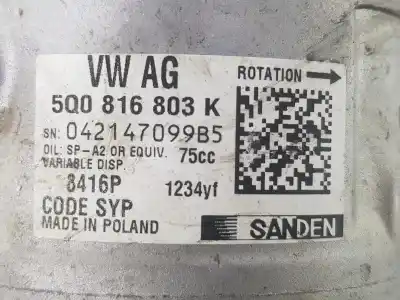 VW AG
ROTATION
5Q0 816 803 K
SN: 042147099B5
OIL: SP-A2 OR EQUIV. 75cc
VARIABLE DISP.
8416P 1234yf
CODE SYP
MADE IN POLAND
SANDEN